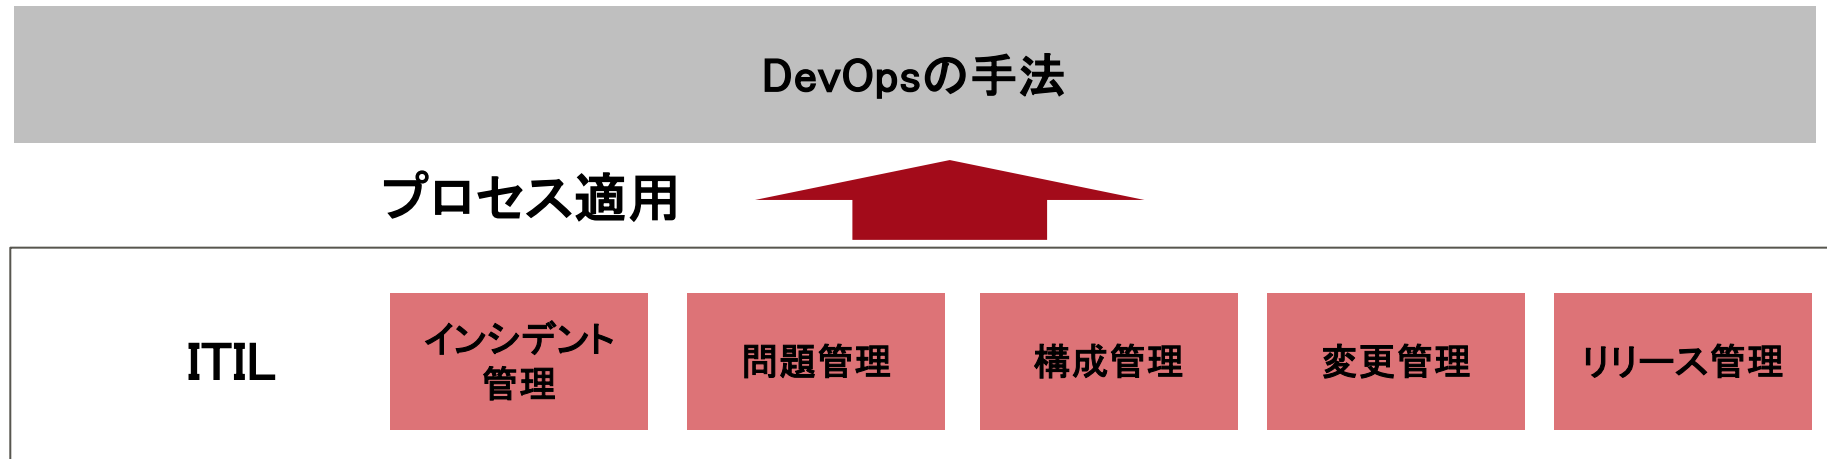 DevOpsの手法
プロセス適用
ITIL
インシデント
管理
問題管理
構成管理
変更管理
リリース管理